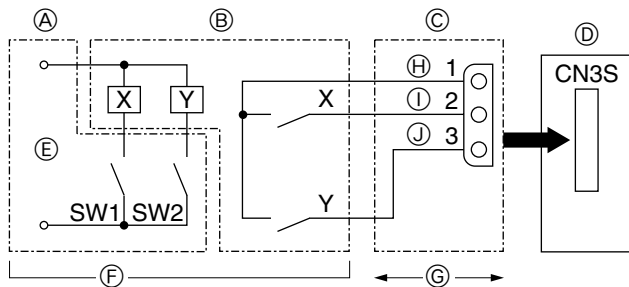 Ⓐ Ⓑ Ⓒ Ⓓ
CN3S
Ⓗ 1
X Y X Ⓘ 2
Ⓙ 3
Ⓔ
SW1 SW2 Y
Ⓕ Ⓖ